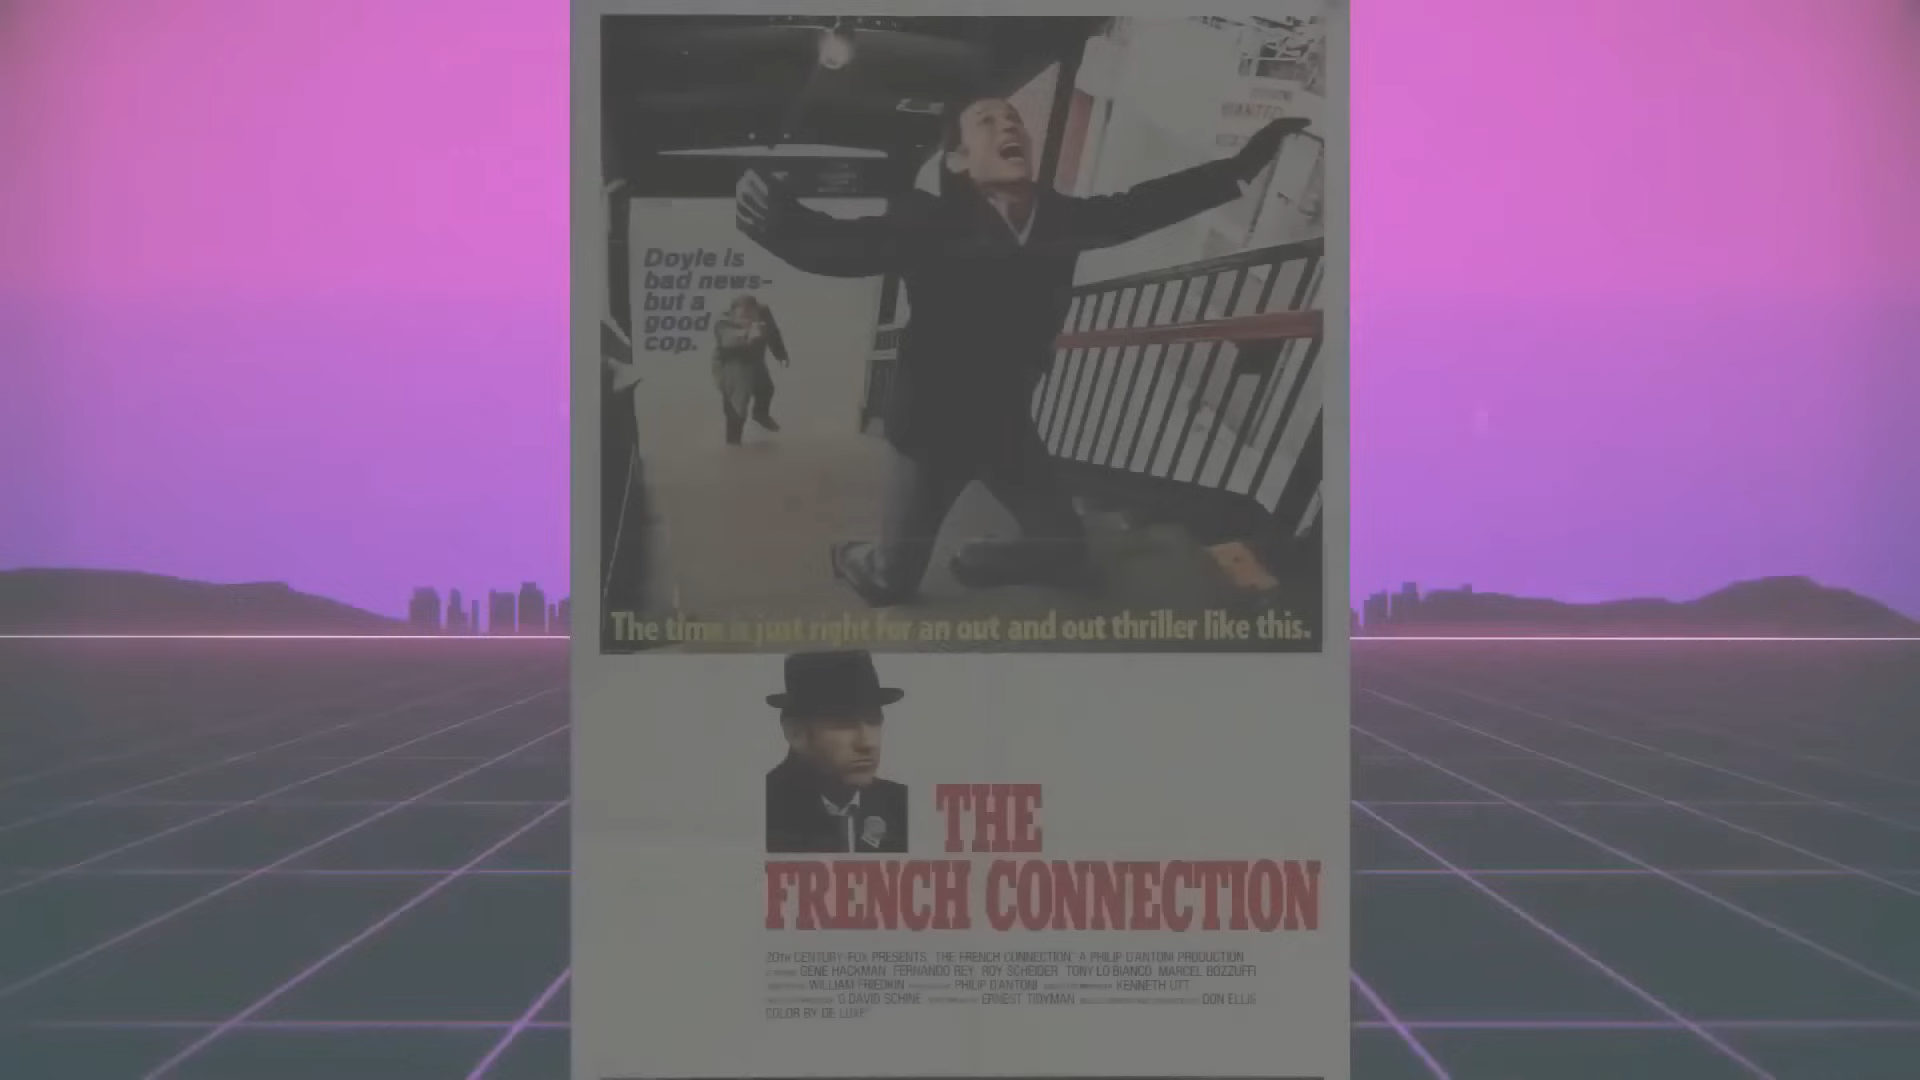 WANTED
Doyle is
bad news–
but a
good
cop.
The time is just right for an out and out thriller like this.
THE
FRENCH CONNECTION
20TH CENTURY-FOX PRESENTS THE FRENCH CONNECTION A PHILIP D'ANTONI PRODUCTION
GENE HACKMAN FERNANDO REY ROY SCHEIDER TONY LO BIANCO MARCEL BOZZUFFI
WILLIAM FRIEDKIN PHILIP D'ANTONI KENNETH UTT
G. DAVID SCHINE ERNEST TIDYMAN DON ELLIS
COLOR BY DE LUXE®